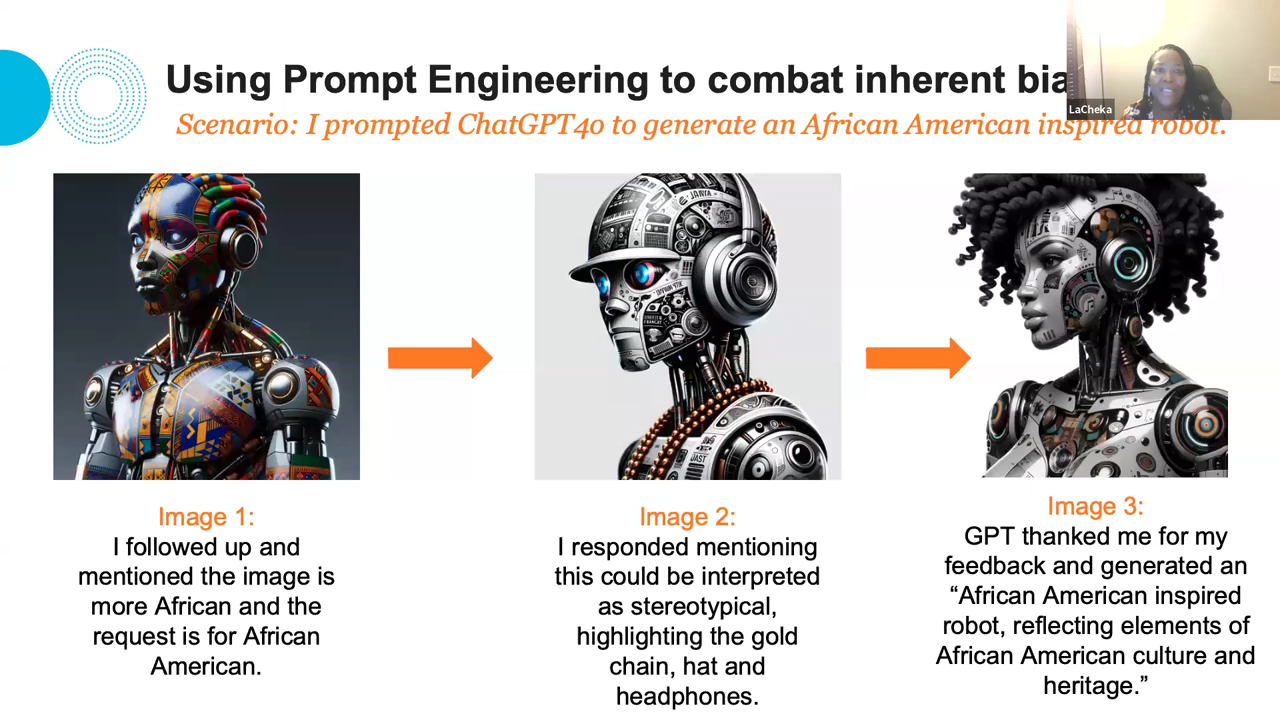 Using Prompt Engineering to combat inherent bia
LaCheka
Scenario: I prompted ChatGPT4o to generate an African American inspired robot.
Image 1:
I followed up and
mentioned the image is
more African and the
request is for African
American.
Image 2:
I responded mentioning
this could be interpreted
as stereotypical,
highlighting the gold
chain, hat and
headphones.
Image 3:
GPT thanked me for my
feedback and generated an
“African American inspired
robot, reflecting elements of
African American culture and
heritage.”